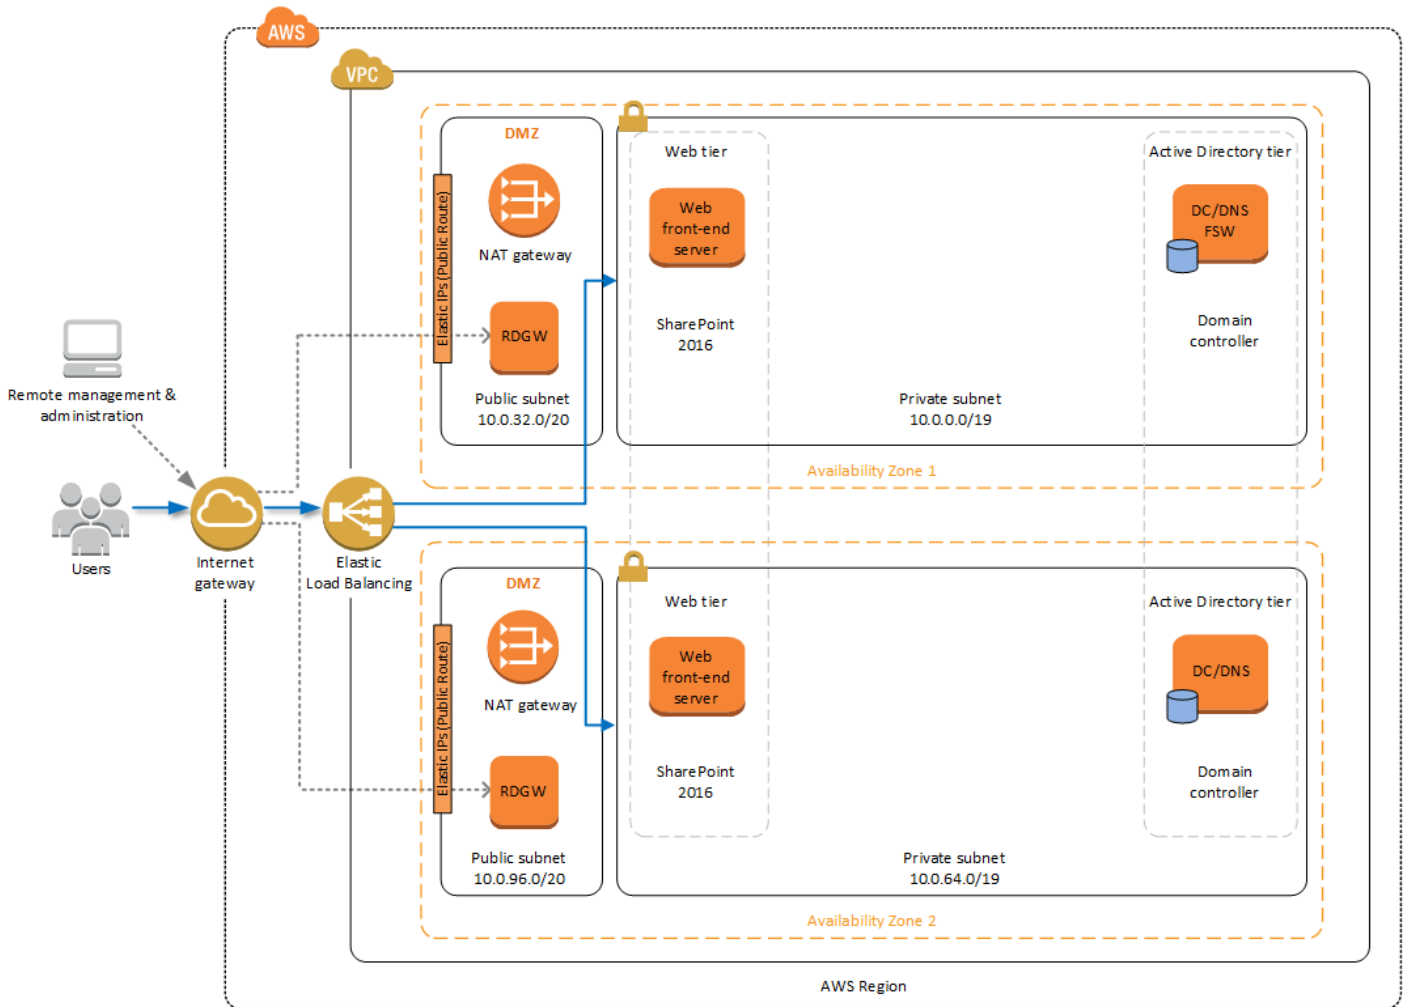 AWS
VPC
DMZ
Elastic IPs (Public Route)
NAT gateway
RDGW
Public subnet
10.0.32.0/20
Web tier
Web
front-end
server
SharePoint
2016
Private subnet
10.0.0.0/19
Active Directory tier
DC/DNS
FSW
Domain
controller
Availability Zone 1
Remote management &
administration
Users
Internet
gateway
Elastic
Load Balancing
DMZ
Elastic IPs (Public Route)
NAT gateway
RDGW
Public subnet
10.0.96.0/20
Web tier
Web
front-end
server
SharePoint
2016
Private subnet
10.0.64.0/19
Active Directory tier
DC/DNS
Domain
controller
Availability Zone 2
AWS Region